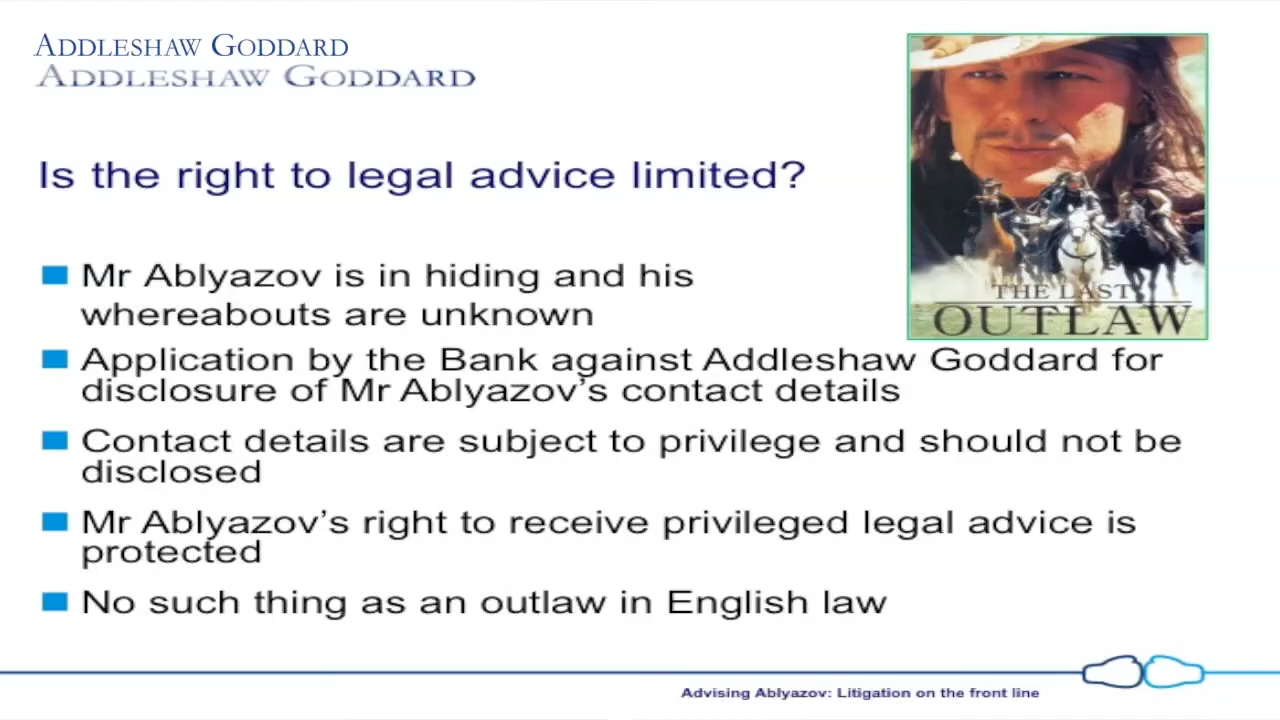 ADDLESHAW GODDARD
ADDLESHAW GODDARD
Is the right to legal advice limited?
THE LAST
OUTLAW
Mr Ablyazov is in hiding and his
whereabouts are unknown
Application by the Bank against Addleshaw Goddard for
disclosure of Mr Ablyazov's contact details
Contact details are subject to privilege and should not be
disclosed
Mr Ablyazov's right to receive privileged legal advice is
protected
No such thing as an outlaw in English law
Advising Ablyazov: Litigation on the front line